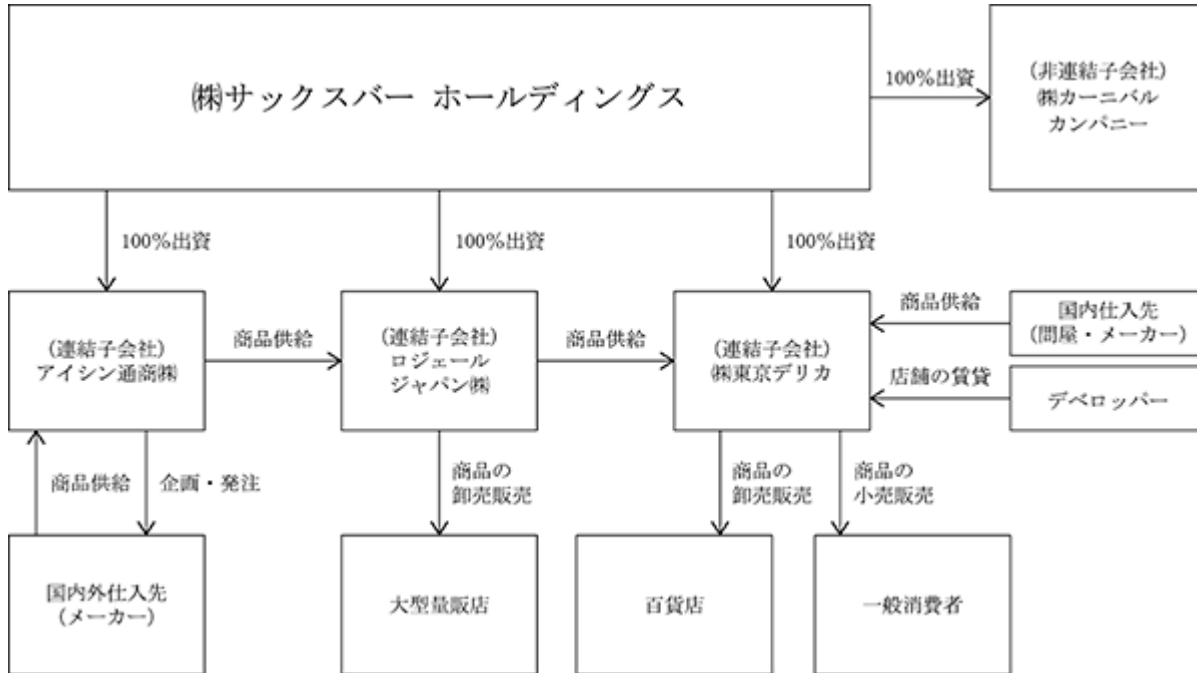 ㈱サックスバー ホールディングス
100%出資
(非連結子会社)
㈱カーニバル
カンパニー
100%出資
100%出資
100%出資
(連結子会社)
アイシン通商㈱
商品供給
(連結子会社)
ロジェール
ジャパン㈱
商品供給
(連結子会社)
㈱東京デリカ
商品供給
国内仕入先
(問屋・メーカー)
店舗の賃貸
デベロッパー
商品供給
企画・発注
商品の
卸売販売
商品の
卸売販売
商品の
小売販売
国内外仕入先
(メーカー)
大型量販店
百貨店
一般消費者